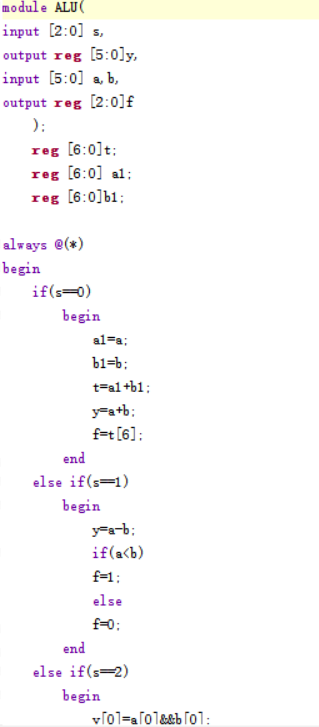 module ALU(
input [2:0] s,
output reg [5:0]y,
input [5:0] a,b,
output reg [2:0]f
);
reg [6:0]t;
reg [6:0] a1;
reg [6:0]b1;
always @(*)
begin
if(s==0)
begin
a1=a;
b1=b;
t=a1+b1;
y=a+b;
f=t[6];
end
else if(s==1)
begin
y=a-b;
if(a<b)
f=1;
else
f=0;
end
else if(s==2)
begin
y[0]=a[0]&&b[0];